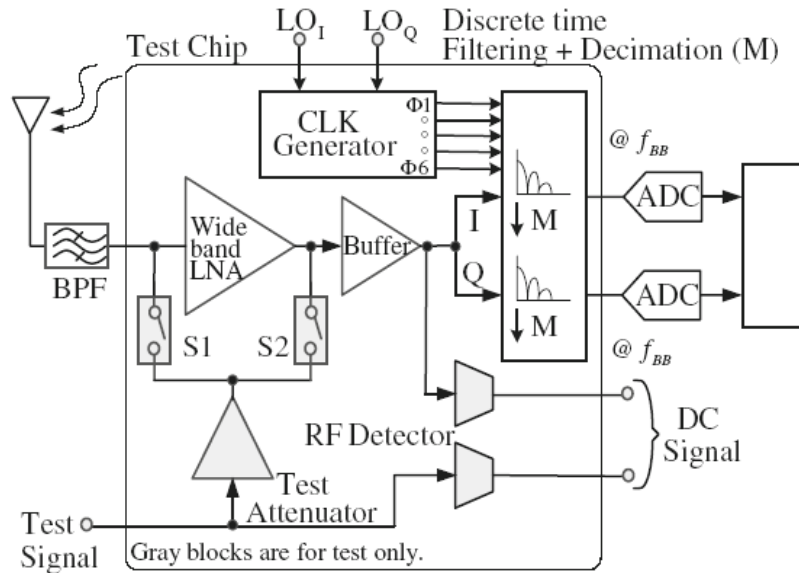 LO_I
LO_Q
Discrete time
Filtering + Decimation (M)
Test Chip
CLK
Generator
Φ1
Φ6
@ f_BB
Wide
band
LNA
Buffer
I
Q
M
M
ADC
ADC
BPF
S1
S2
@ f_BB
RF Detector
DC
Signal
Test
Attenuator
Test
Signal
Gray blocks are for test only.